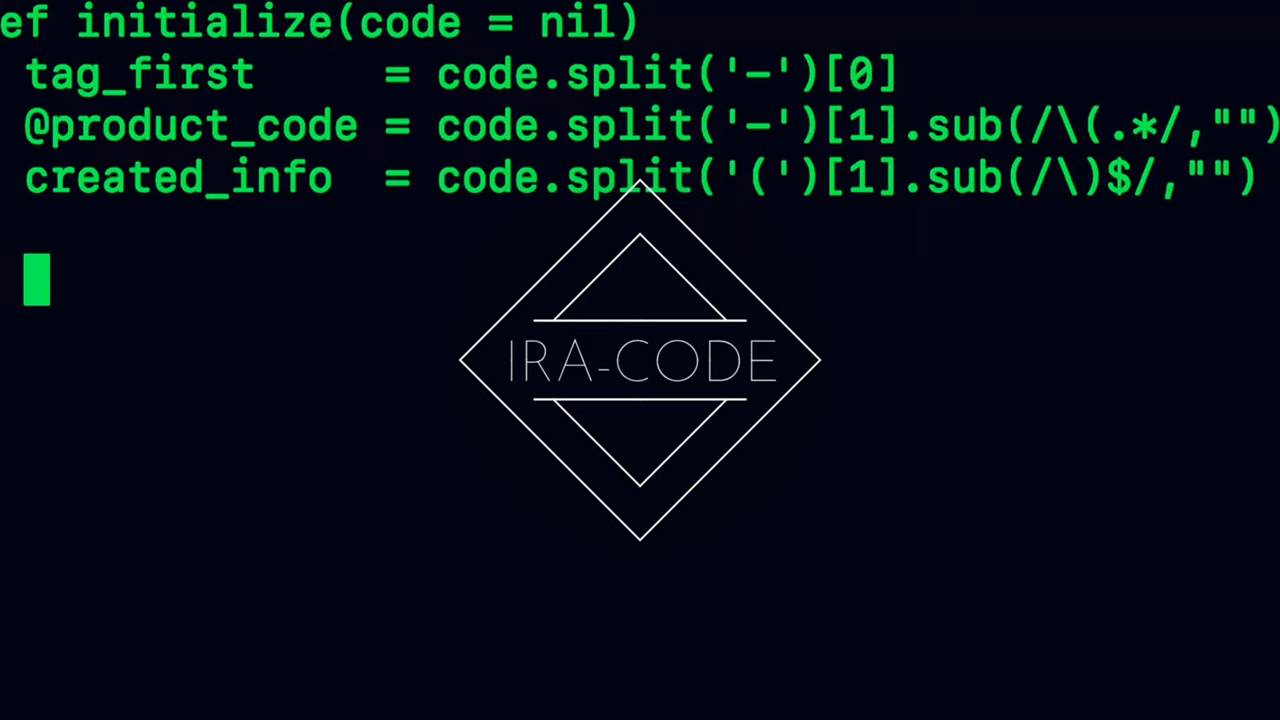 ef initialize(code = nil)
tag_first = code.split('-')[0]
@product_code = code.split('-')[1].sub(/\(.*/,"")
created_info = code.split('(')[1].sub(/\)$/,"")
IRA-CODE